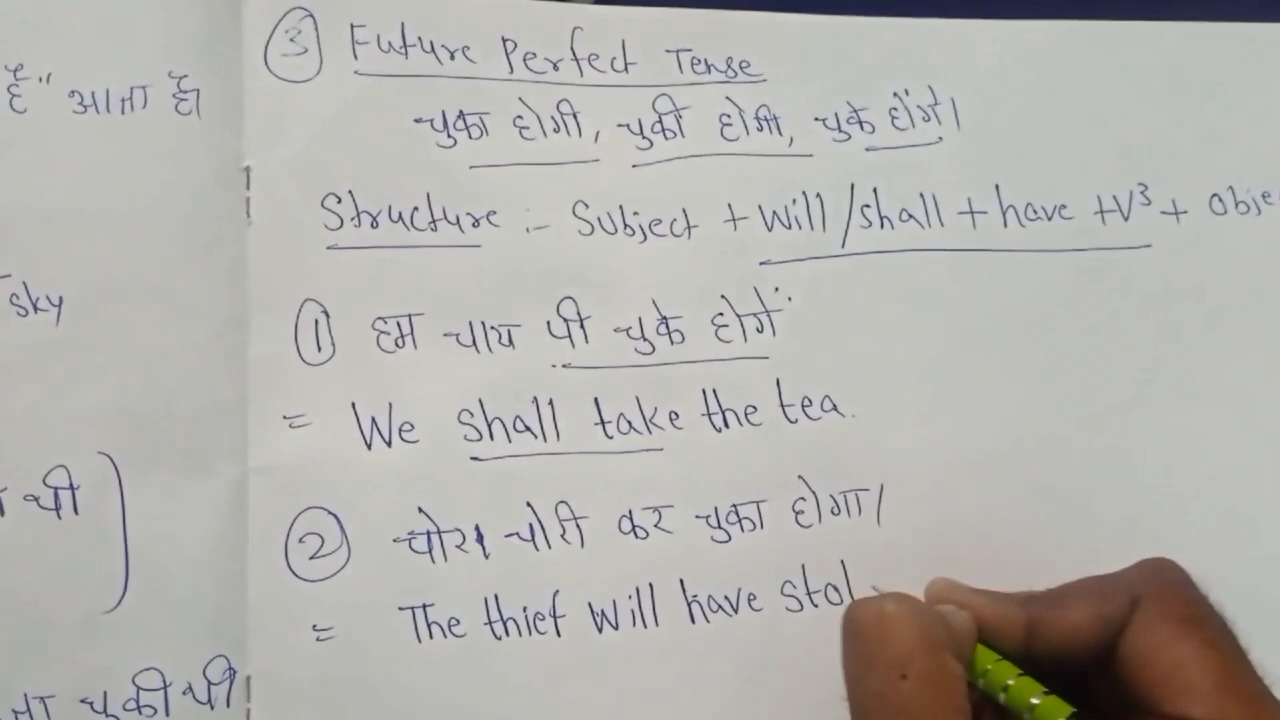 है" आता है।
③ Future Perfect Tense
चुका होगी, चुकी होगी, चुके होंगे।
Structure :- Subject + will/shall + have + V³ + Obje
sky
① हम चाय पी चुके होगें
= We shall take the tea.
थी)
② चोर चोरी कर चुका होगा।
= The thief will have stol
चुकी थी